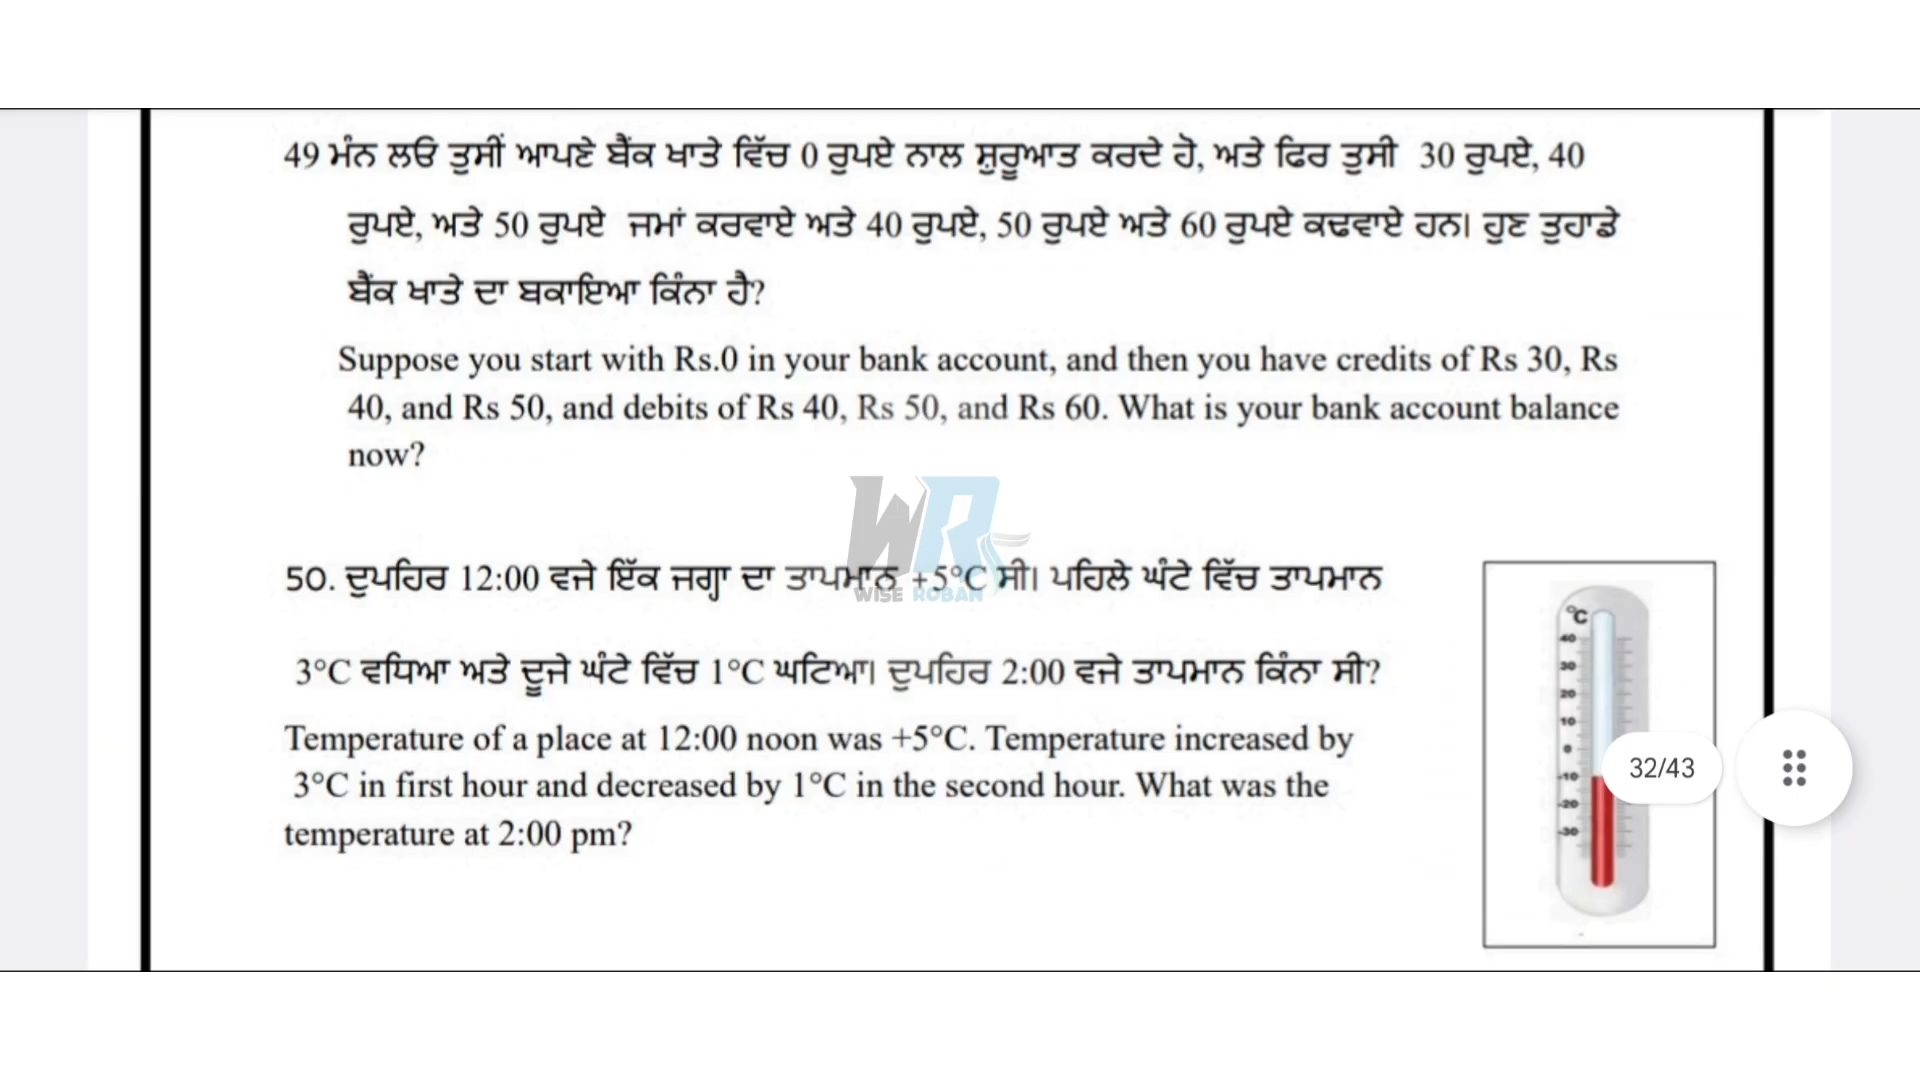 49 ਮੰਨ ਲਓ ਤੁਸੀਂ ਆਪਣੇ ਬੈਂਕ ਖਾਤੇ ਵਿੱਚ 0 ਰੁਪਏ ਨਾਲ ਸ਼ੁਰੂਆਤ ਕਰਦੇ ਹੋ, ਅਤੇ ਫਿਰ ਤੁਸੀ 30 ਰੁਪਏ, 40
ਰੁਪਏ, ਅਤੇ 50 ਰੁਪਏ ਜਮਾਂ ਕਰਵਾਏ ਅਤੇ 40 ਰੁਪਏ, 50 ਰੁਪਏ ਅਤੇ 60 ਰੁਪਏ ਕਢਵਾਏ ਹਨ। ਹੁਣ ਤੁਹਾਡੇ
ਬੈਂਕ ਖਾਤੇ ਦਾ ਬਕਾਇਆ ਕਿੰਨਾ ਹੈ?
Suppose you start with Rs.0 in your bank account, and then you have credits of Rs 30, Rs
40, and Rs 50, and debits of Rs 40, Rs 50, and Rs 60. What is your bank account balance
now?
WR
WISE ROBAN
50. ਦੁਪਹਿਰ 12:00 ਵਜੇ ਇੱਕ ਜਗ੍ਹਾ ਦਾ ਤਾਪਮਾਨ +5°C ਸੀ। ਪਹਿਲੇ ਘੰਟੇ ਵਿੱਚ ਤਾਪਮਾਨ
3°C ਵਧਿਆ ਅਤੇ ਦੂਜੇ ਘੰਟੇ ਵਿੱਚ 1°C ਘਟਿਆ। ਦੁਪਹਿਰ 2:00 ਵਜੇ ਤਾਪਮਾਨ ਕਿੰਨਾ ਸੀ?
Temperature of a place at 12:00 noon was +5°C. Temperature increased by
3°C in first hour and decreased by 1°C in the second hour. What was the
temperature at 2:00 pm?
°C
40
30
20
10
0
-10
-20
-30
32/43